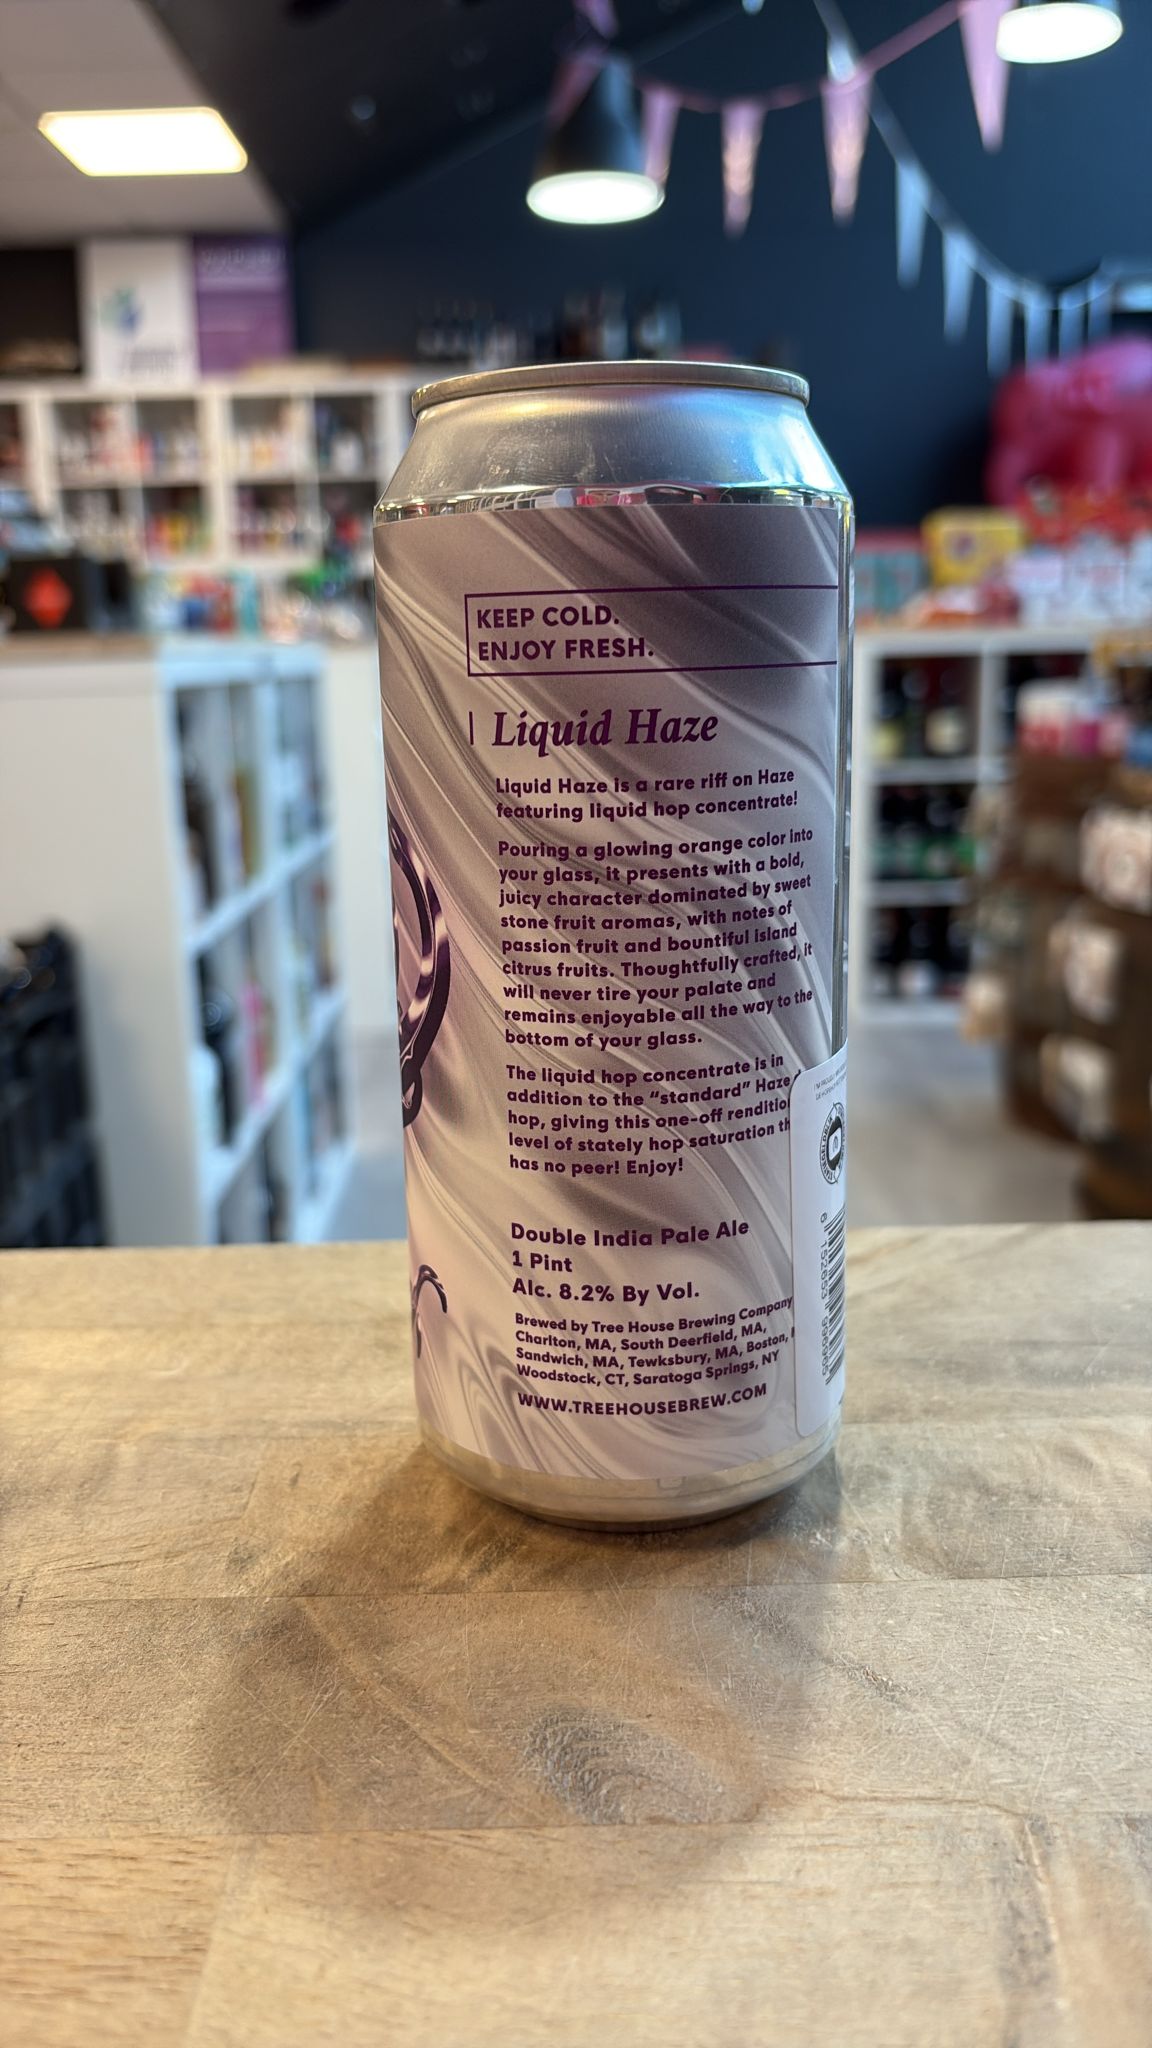 KEEP COLD.
ENJOY FRESH.
Liquid Haze
Liquid Haze is a rare riff on Haze
featuring liquid hop concentrate!
Pouring a glowing orange color into
your glass, it presents with a bold,
juicy character dominated by sweet
stone fruit aromas, with notes of
passion fruit and bountiful island
citrus fruits. Thoughtfully crafted, it
will never tire your palate and
remains enjoyable all the way to the
bottom of your glass.
The liquid hop concentrate is in
addition to the “standard” Haze
hop, giving this one-off
level of stately hop saturation
has no peer! Enjoy!
Double India Pale Ale
1 Pint
Alc. 8.2% By Vol.
Brewed by Tree House Brewing Company
Charlton, MA, South Deerfield, MA,
Sandwich, MA, Tewksbury, MA, Boston,
Woodstock, CT, Saratoga Springs, NY
WWW.TREEHOUSEBREW.COM